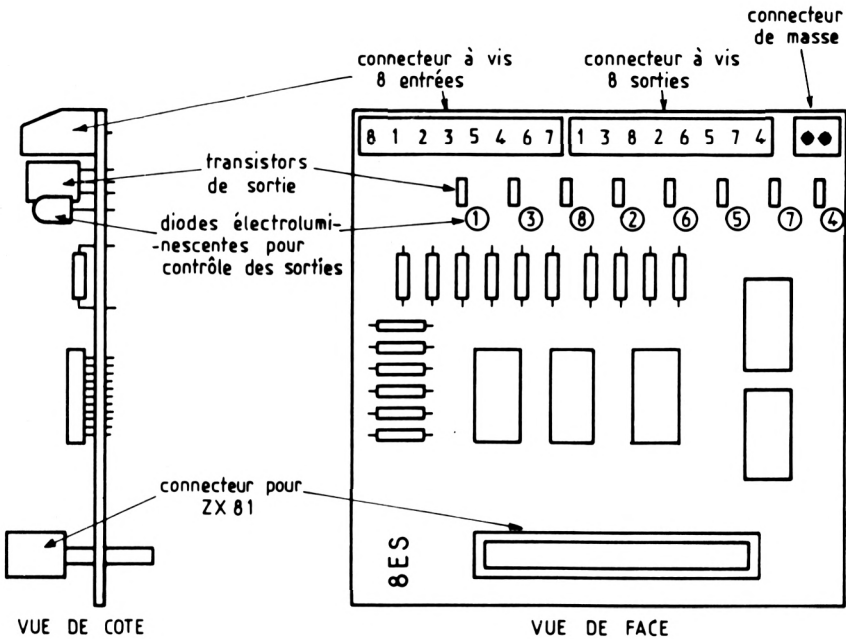 connecteur
de masse
connecteur à vis
8 entrées
connecteur à vis
8 sorties
8 1 2 3 5 4 6 7
1 3 8 2 6 5 7 4
transistors
de sortie
diodes électrolumi-
-nescentes pour
contrôle des sorties
1 3 8 2 6 5 7 4
connecteur pour
ZX 81
8ES
VUE DE COTE
VUE DE FACE